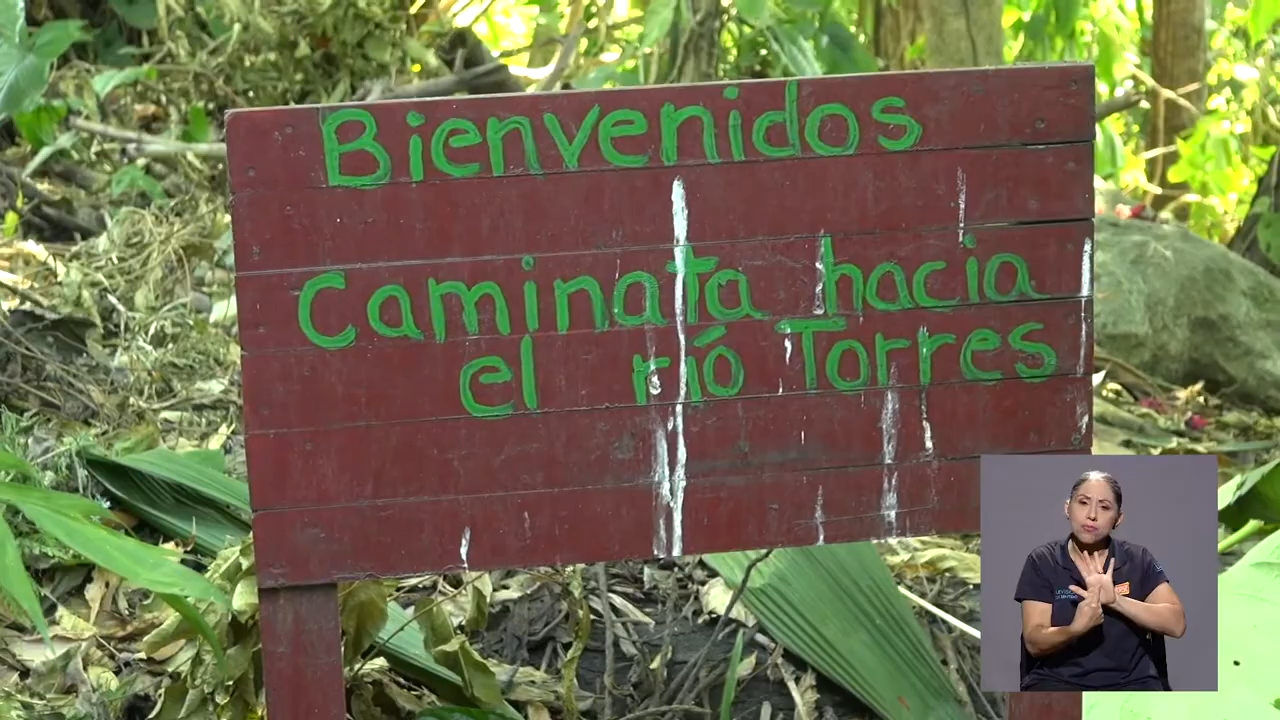 Bienvenidos
Caminata hacia
el río Torres